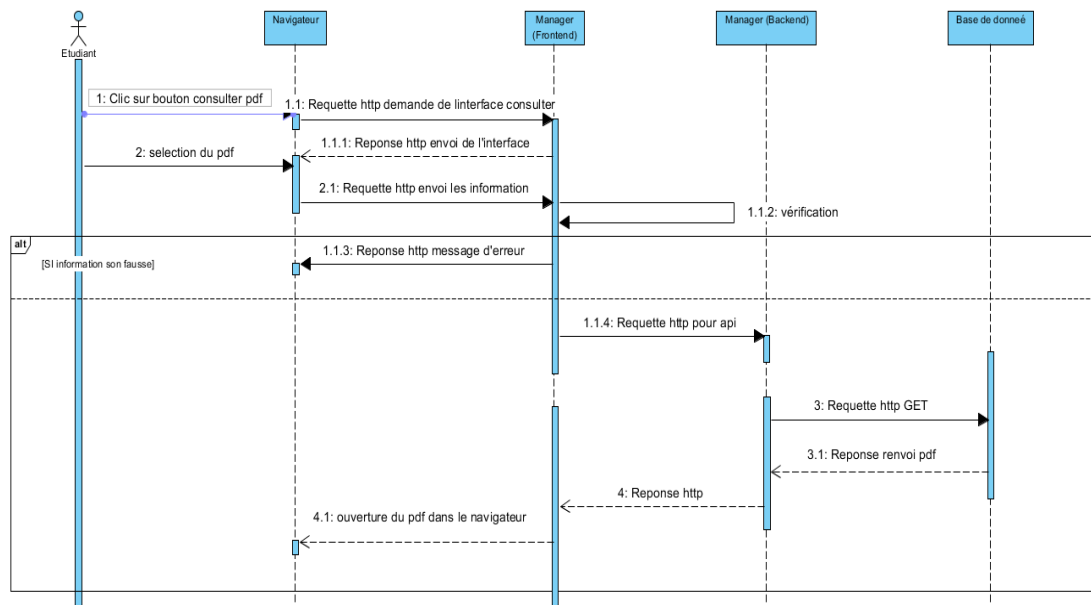 Etudiant
Navigateur
Manager
(Frontend)
Manager (Backend)
Base de donneé
1: Clic sur bouton consulter pdf
1.1: Requette http demande de linterface consulter
1.1.1: Reponse http envoi de l'interface
2: selection du pdf
2.1: Requette http envoi les information
1.1.2: vérification
alt
[SI information son fausse]
1.1.3: Reponse http message d'erreur
1.1.4: Requette http pour api
3: Requette http GET
3.1: Reponse renvoi pdf
4: Reponse http
4.1: ouverture du pdf dans le navigateur